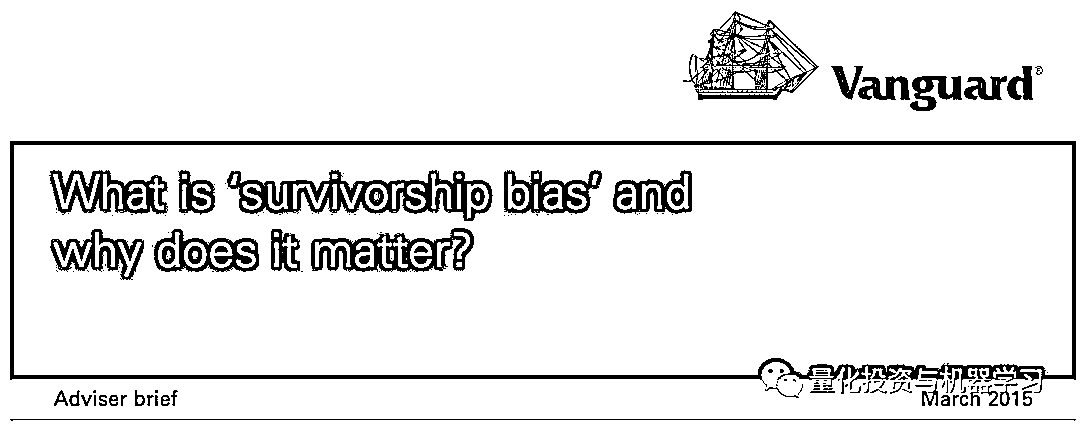 Vanguard®
What is ‘survivorship bias’ and
why does it matter?
量化投资与机器学习
Adviser brief
March 2015